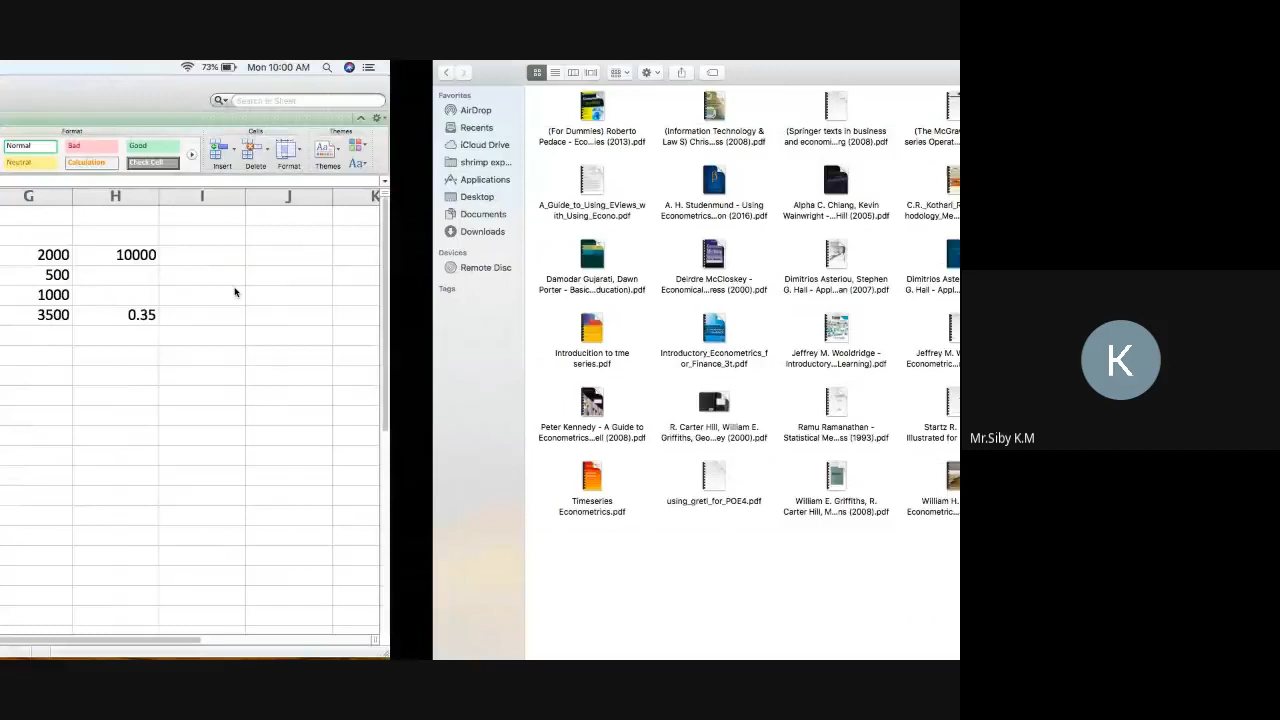 73%
Mon 10:00 AM
Search in Sheet
Format
Cells
Themes
Normal
Bad
Good
Neutral
Calculation
Check Cell
Insert
Delete
Format
Themes
Aa
G H I J K
2000 10000
500
1000
3500 0.35
Favorites
AirDrop
Recents
iCloud Drive
shrimp exp...
Applications
Desktop
Documents
Downloads
Devices
Remote Disc
Tags
(For Dummies) Roberto
Pedace - Eco...ies (2013).pdf
(Information Technology &
Law S) Chris... (2008).pdf
(Springer texts in business
and economi...rg (2008).pdf
(The McGra
series Operat...
A_Guide_to_Using_EViews_w
ith_Using_Econo.pdf
A. H. Studenmund - Using
Econometrics...on (2016).pdf
Alpha C. Chiang, Kevin
Wainwright -...Hill (2005).pdf
C.R._Kothari_R
hodology_Me...
Damodar Gujarati, Dawn
Porter - Basic...ducation).pdf
Deirdre McCloskey -
Economical...ress (2000).pdf
Dimitrios Asteriou, Stephen
G. Hall - Appl...an (2007).pdf
Dimitrios Aster
G. Hall - Appl...
Introducition to tme
series.pdf
Introductory_Econometrics_f
or_Finance_3t.pdf
Jeffrey M. Wooldridge -
Introductory...Learning).pdf
Jeffrey M. W
Econometric...
Peter Kennedy - A Guide to
Econometrics...ell (2008).pdf
R. Carter Hill, William E.
Griffiths, Geo...ey (2000).pdf
Ramu Ramanathan -
Statistical Me...ss (1993).pdf
Startz R.
Illustrated for
Timeseries
Econometrics.pdf
using_gretl_for_POE4.pdf
William E. Griffiths, R.
Carter Hill, M...ns (2008).pdf
William H.
Econometric...
K
Mr.Siby K.M